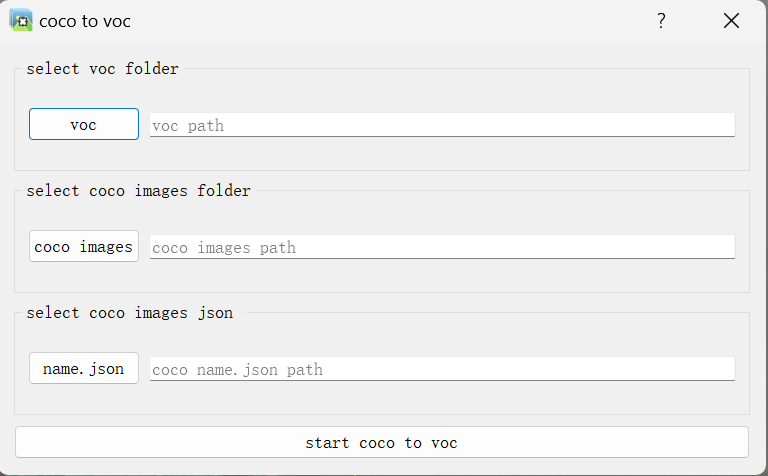 coco to voc
?
select voc folder
voc
voc path
select coco images folder
coco images
coco images path
select coco images json
name.json
coco name.json path
start coco to voc